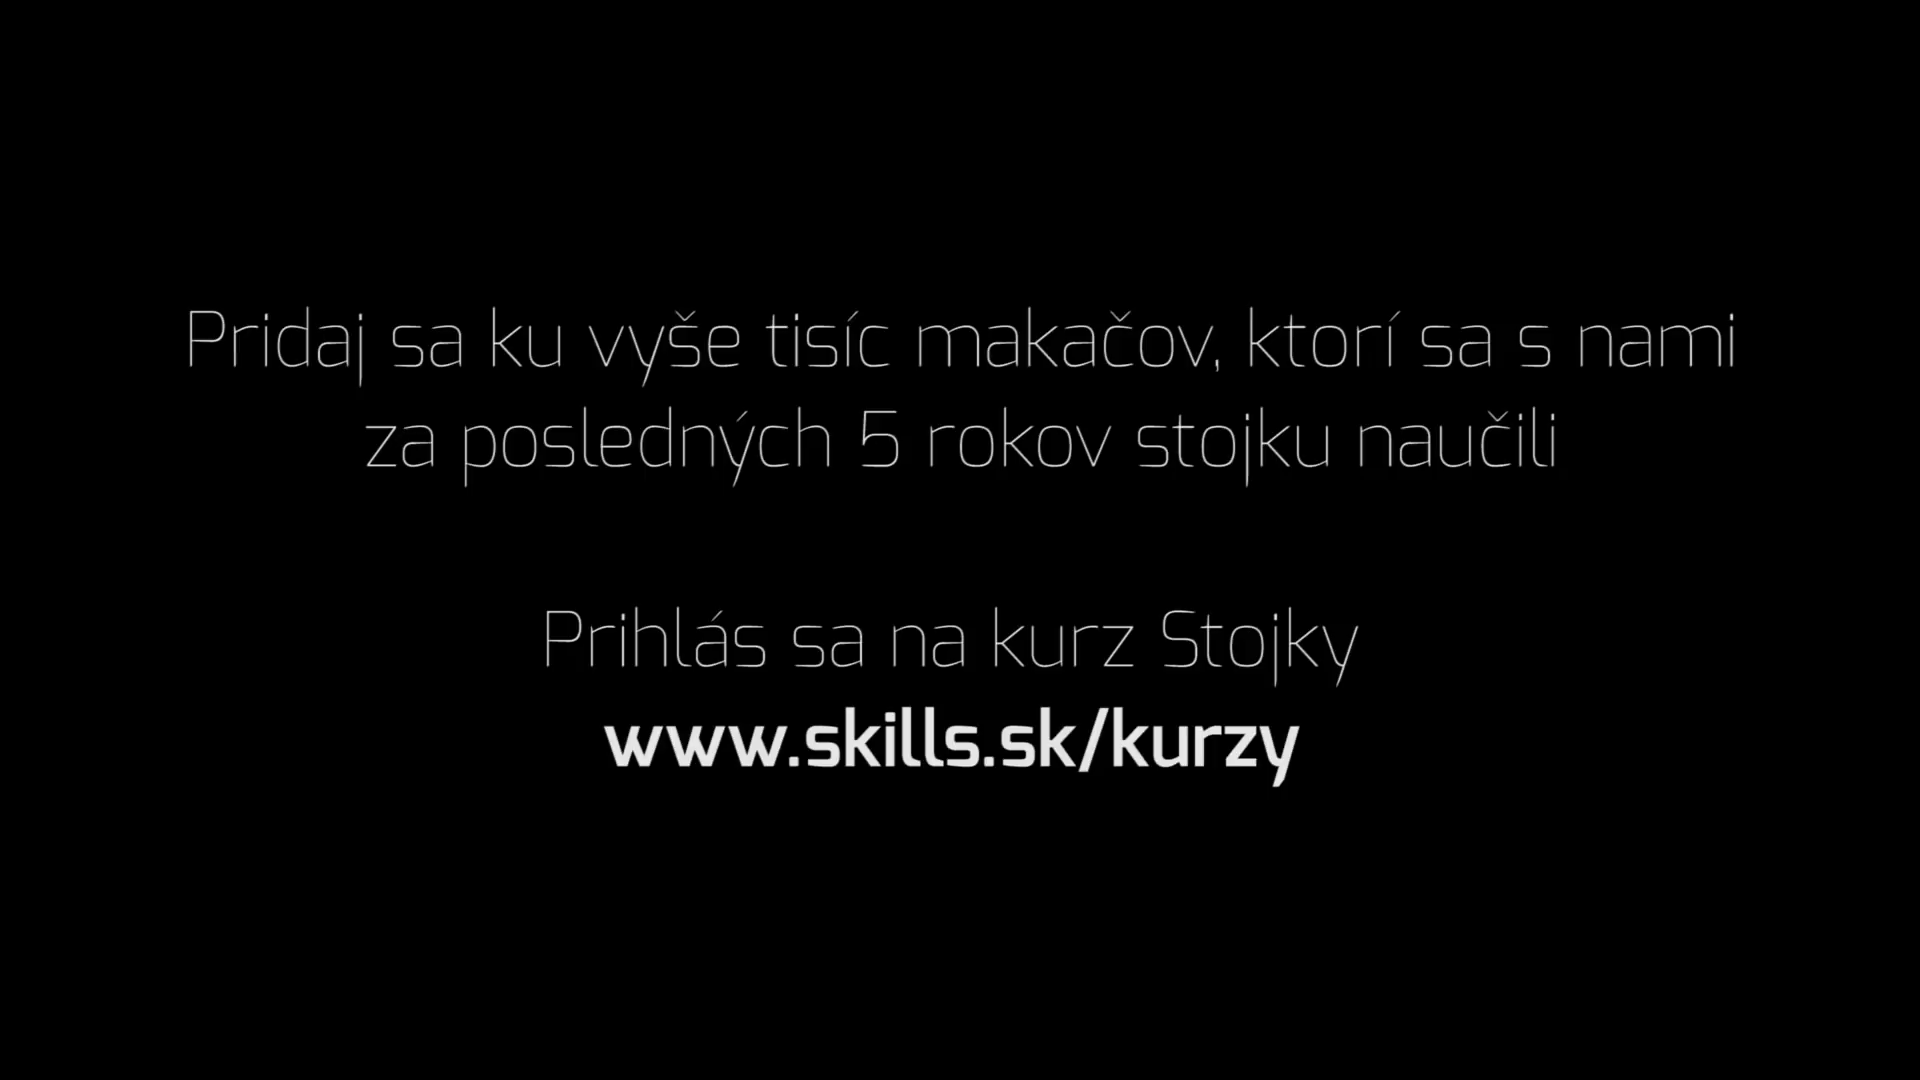 Pridaj sa ku vyše tisíc makačov, ktorí sa s nami
za posledných 5 rokov stojku naučili
Prihlás sa na kurz Stojky
www.skills.sk/kurzy